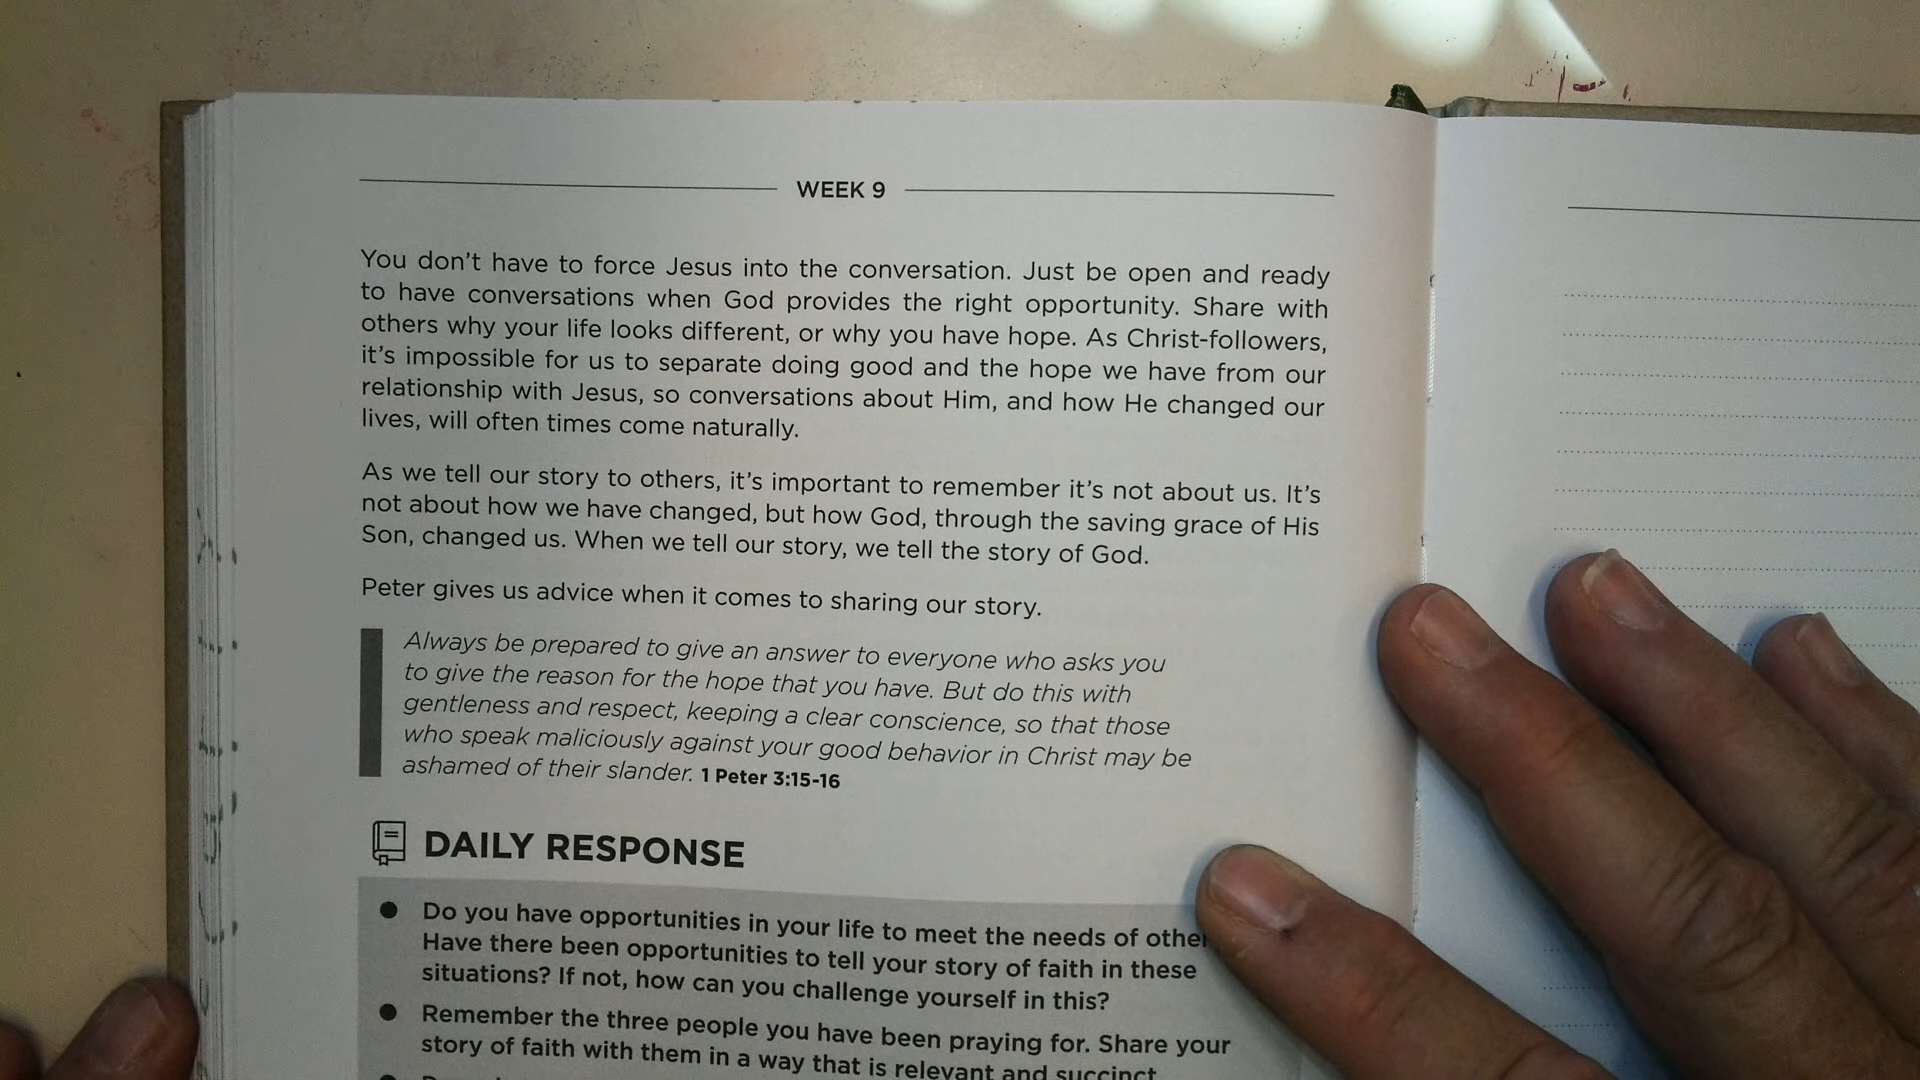 WEEK 9
You don't have to force Jesus into the conversation. Just be open and ready
to have conversations when God provides the right opportunity. Share with
others why your life looks different, or why you have hope. As Christ-followers,
it's impossible for us to separate doing good and the hope we have from our
relationship with Jesus, so conversations about Him, and how He changed our
lives, will often times come naturally.
As we tell our story to others, it's important to remember it's not about us. It's
not about how we have changed, but how God, through the saving grace of His
Son, changed us. When we tell our story, we tell the story of God.
Peter gives us advice when it comes to sharing our story.
Always be prepared to give an answer to everyone who asks you
to give the reason for the hope that you have. But do this with
gentleness and respect, keeping a clear conscience, so that those
who speak maliciously against your good behavior in Christ may be
ashamed of their slander. 1 Peter 3:15-16
DAILY RESPONSE
● Do you have opportunities in your life to meet the needs of
Have there been opportunities to tell your story of faith in these
situations? If not, how can you challenge yourself in this?
● Remember the three people you have been praying for. Share your
story of faith with them in a way that is relevant and succinct